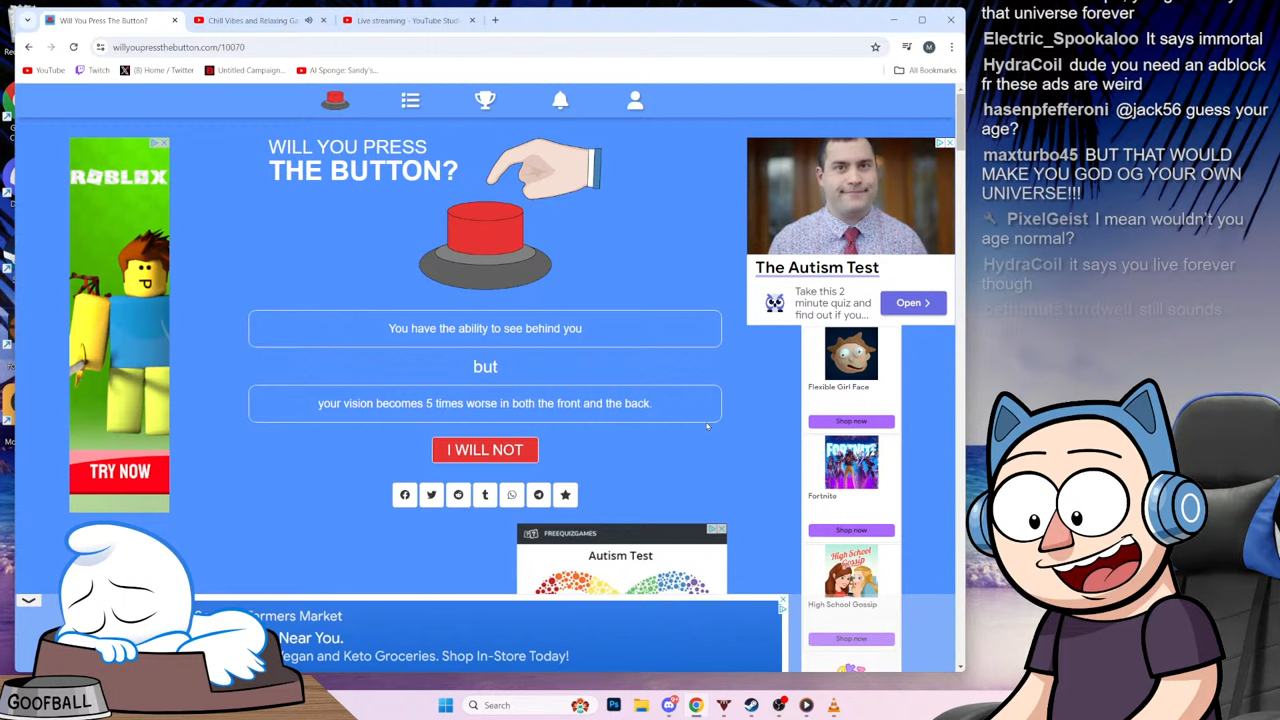 Will You Press The Button?
Chill Vibes and Relaxing Ga
Live streaming - YouTube Stud
willyoupressthebutton.com/10070
M
YouTube
Twitch
(8) Home / Twitter
Untitled Campaign...
AI Sponge: Sandy's...
All Bookmarks
ROBLOX
TRY NOW
WILL YOU PRESS
THE BUTTON?
You have the ability to see behind you
but
your vision becomes 5 times worse in both the front and the back.
I WILL NOT
FREEQUIZGAMES
Autism Test
The Autism Test
Take this 2
minute quiz and
find out if you...
Open
Flexible Girl Face
Shop now
Fortnite
Shop now
High School Gossip
Shop now
ormers Market
Near You.
egan and Keto Groceries. Shop In-Store Today!
GOOFBALL
Search
that universe forever
Electric_Spookaloo It says immortal
HydraCoil dude you need an adblock
fr these ads are weird
hasenpfefferoni @jack56 guess your
age?
maxturbo45 BUT THAT WOULD
MAKE YOU GOD OG YOUR OWN
UNIVERSE!!!
PixelGeist I mean wouldn't you
age normal?
HydraCoil it says you live forever
though
still sounds